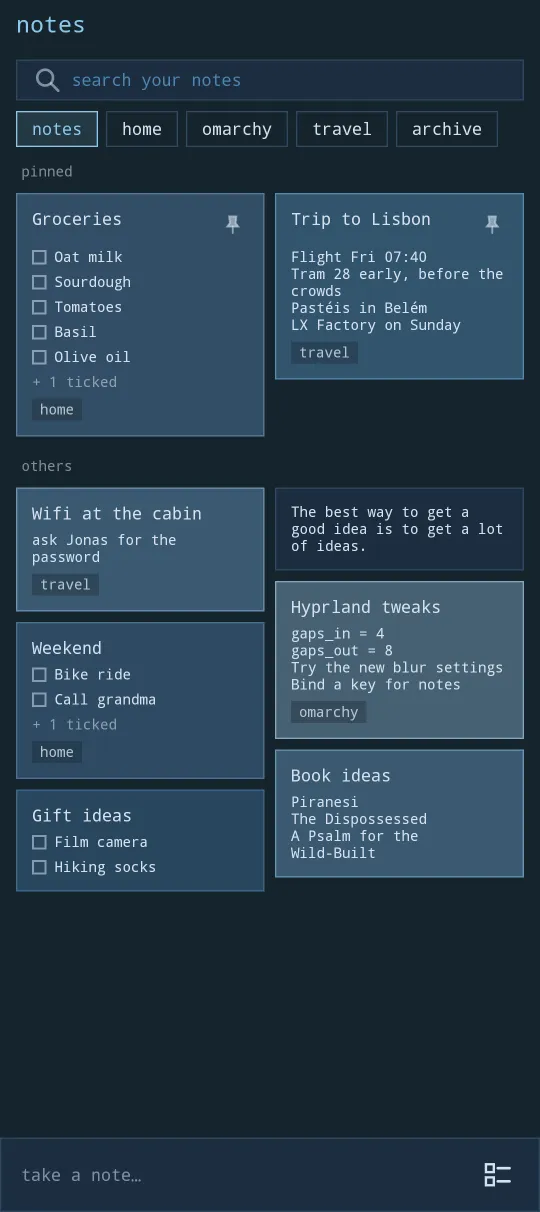 notes
search your notes
notes
home
omarchy
travel
archive
pinned
Groceries
Oat milk
Sourdough
Tomatoes
Basil
Olive oil
+ 1 ticked
home
Trip to Lisbon
Flight Fri 07:40
Tram 28 early, before the
crowds
Pastéis in Belém
LX Factory on Sunday
travel
others
Wifi at the cabin
ask Jonas for the
password
travel
Weekend
Bike ride
Call grandma
+ 1 ticked
home
Gift ideas
Film camera
Hiking socks
The best way to get a
good idea is to get a lot
of ideas.
Hyprland tweaks
gaps_in = 4
gaps_out = 8
Try the new blur settings
Bind a key for notes
omarchy
Book ideas
Piranesi
The Dispossessed
A Psalm for the
Wild-Built
take a note…